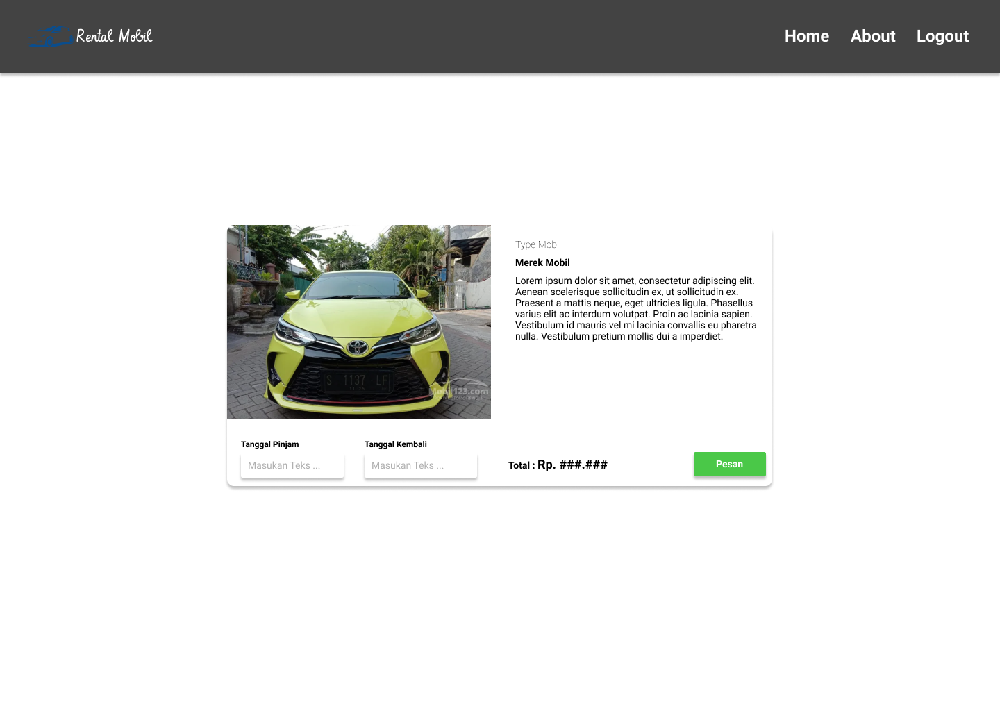 Rental Mobil
Home About Logout
Type Mobil
Merek Mobil
Lorem ipsum dolor sit amet, consectetur adipiscing elit.
Aenean scelerisque sollicitudin ex, ut sollicitudin ex.
Praesent a mattis neque, eget ultricies ligula. Phasellus
varius elit ac interdum volutpat. Proin ac lacinia sapien.
Vestibulum id mauris vel mi lacinia convallis eu pharetra
nulla. Vestibulum pretium mollis dui a imperdiet.
S 1137 LF
Mobil123.com
Tanggal Pinjam
Tanggal Kembali
Masukan Teks ...
Masukan Teks ...
Total : Rp. ###.###
Pesan